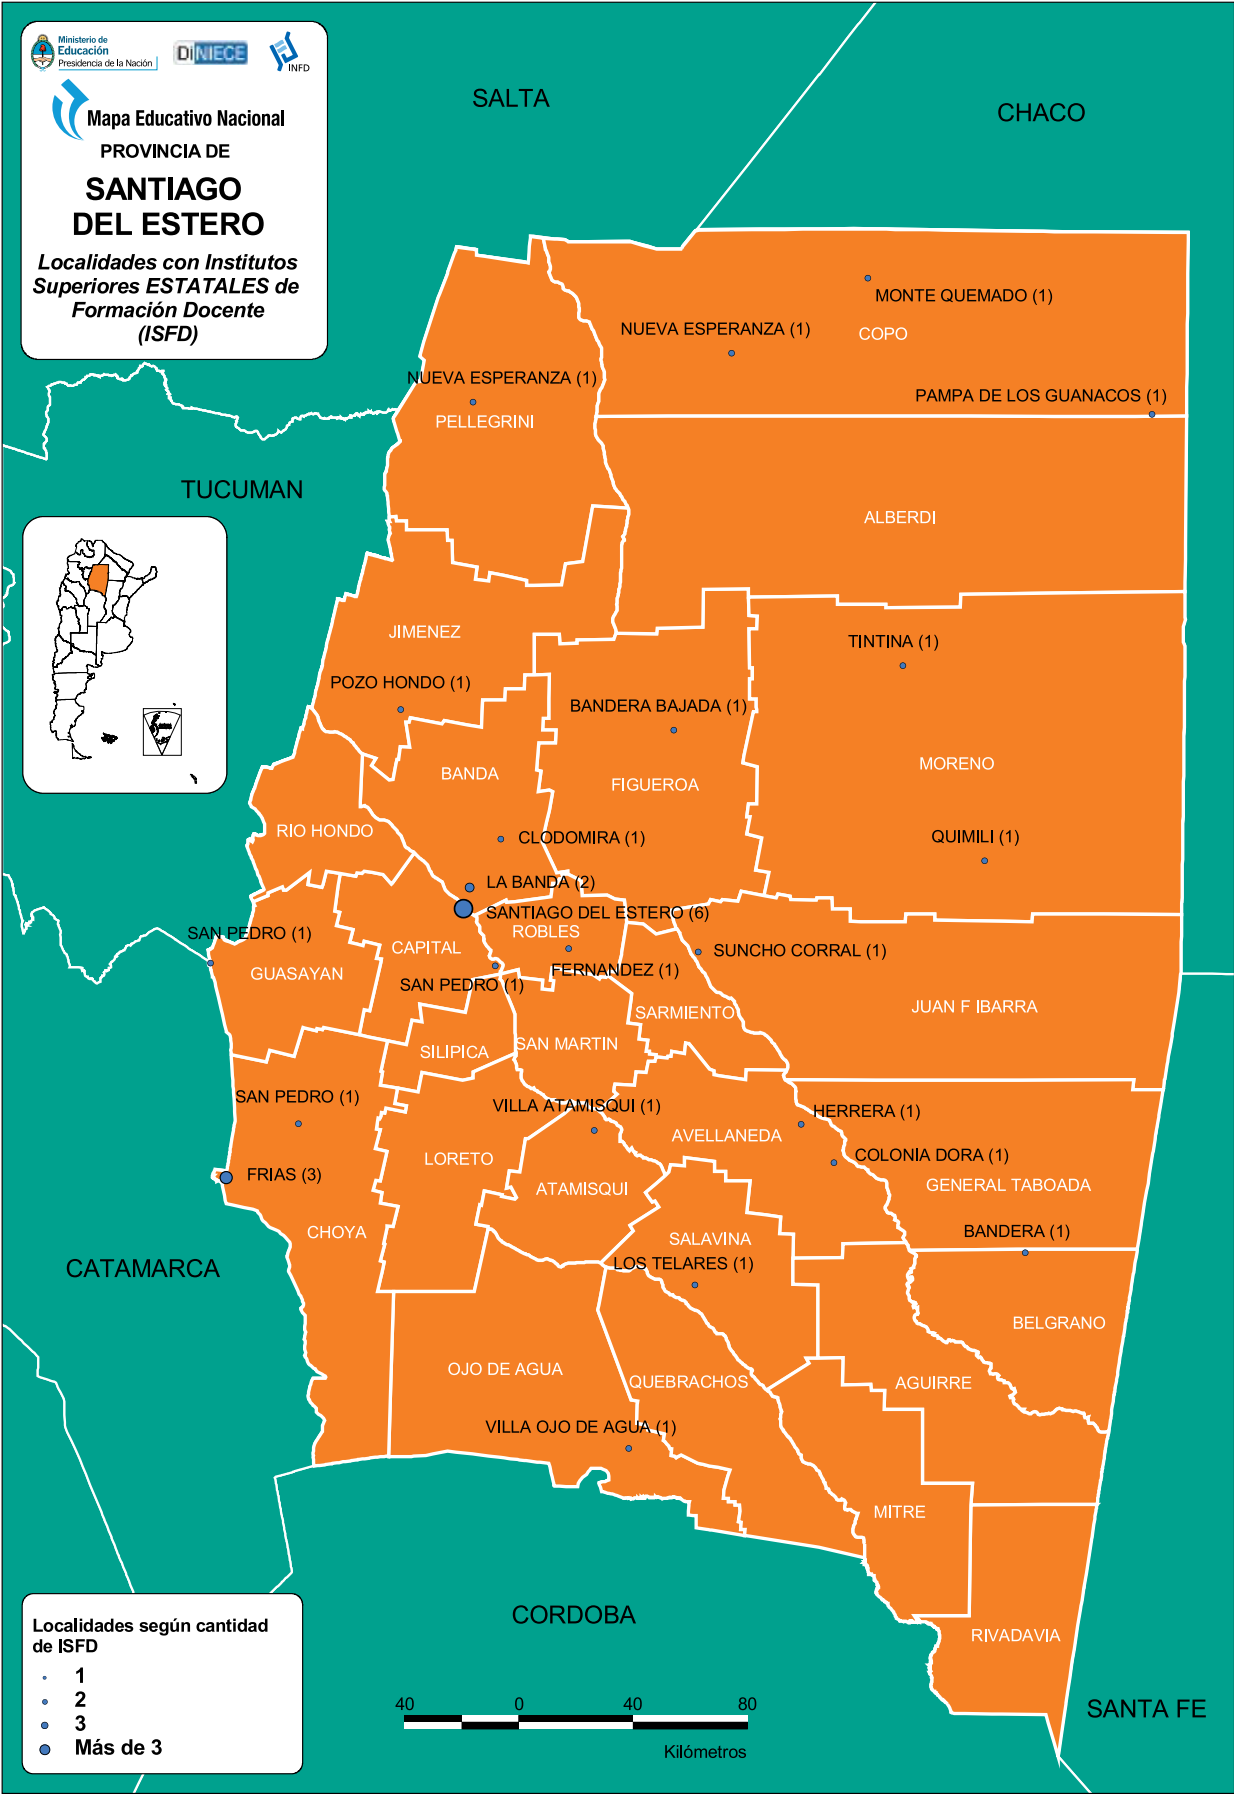 Ministerio de
Educación
Presidencia de la Nación
DiNIECE
INFD
Mapa Educativo Nacional
PROVINCIA DE
SANTIAGO
DEL ESTERO
Localidades con Institutos
Superiores ESTATALES de
Formación Docente
(ISFD)
SALTA
CHACO
MONTE QUEMADO (1)
NUEVA ESPERANZA (1)
COPO
NUEVA ESPERANZA (1)
PAMPA DE LOS GUANACOS (1)
PELLEGRINI
TUCUMAN
ALBERDI
JIMENEZ
TINTINA (1)
POZO HONDO (1)
BANDERA BAJADA (1)
MORENO
BANDA
FIGUEROA
RIO HONDO
CLODOMIRA (1)
QUIMILI (1)
LA BANDA (2)
SANTIAGO DEL ESTERO (6)
ROBLES
SAN PEDRO (1)
CAPITAL
SUNCHO CORRAL (1)
GUASAYAN
FERNANDEZ (1)
SAN PEDRO (1)
JUAN F IBARRA
SARMIENTO
SAN MARTIN
SILIPICA
SAN PEDRO (1)
VILLA ATAMISQUI (1)
HERRERA (1)
AVELLANEDA
COLONIA DORA (1)
LORETO
FRIAS (3)
ATAMISQUI
GENERAL TABOADA
CHOYA
SALAVINA
BANDERA (1)
LOS TELARES (1)
CATAMARCA
BELGRANO
OJO DE AGUA
QUEBRACHOS
AGUIRRE
VILLA OJO DE AGUA (1)
MITRE
CORDOBA
RIVADAVIA
SANTA FE
Localidades según cantidad
de ISFD
1
2
3
Más de 3
40 0 40 80
Kilómetros